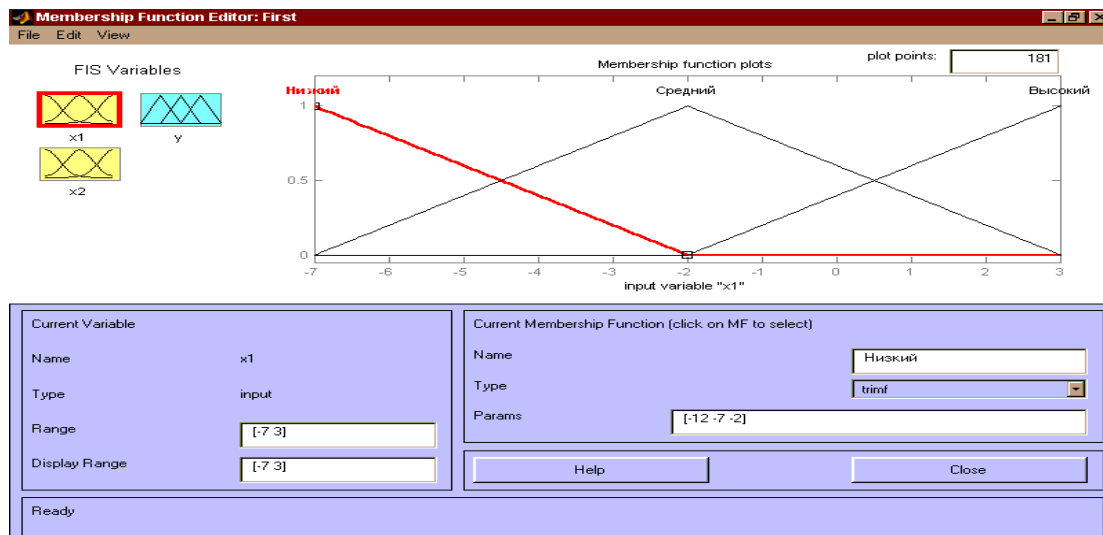 Membership Function Editor: First
File Edit View
FIS Variables
x1
y
x2
Membership function plots
plot points:
181
Низкий
Средний
Высокий
1
0.5
0
-7 -6 -5 -4 -3 -2 -1 0 1 2 3
input variable "x1"
Current Variable
Name x1
Type input
Range [-7 3]
Display Range [-7 3]
Current Membership Function (click on MF to select)
Name Низкий
Type trimf
Params [-12 -7 -2]
Help Close
Ready